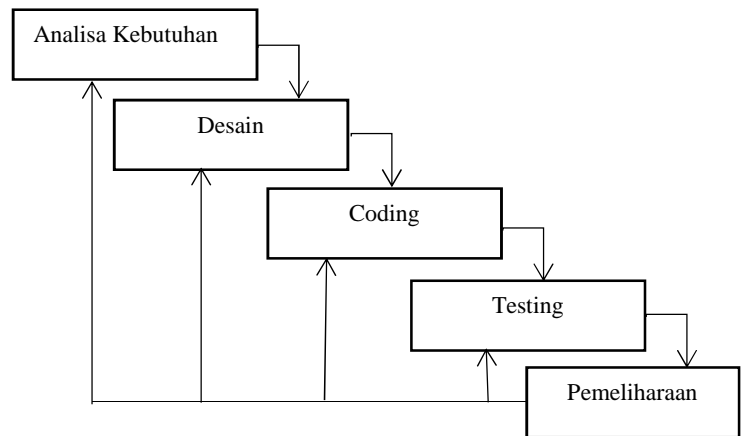 Analisa Kebutuhan
Desain
Coding
Testing
Pemeliharaan